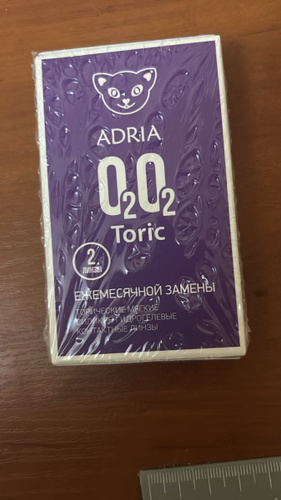 ADRIA
O₂O₂
Toric
2
ЛИНЗЫ
ЕЖЕМЕСЯЧНОЙ ЗАМЕНЫ
ТОРИЧЕСКИЕ МЯГКИЕ
СИЛИКОН-ГИДРОГЕЛЕВЫЕ
КОНТАКТНЫЕ ЛИНЗЫ